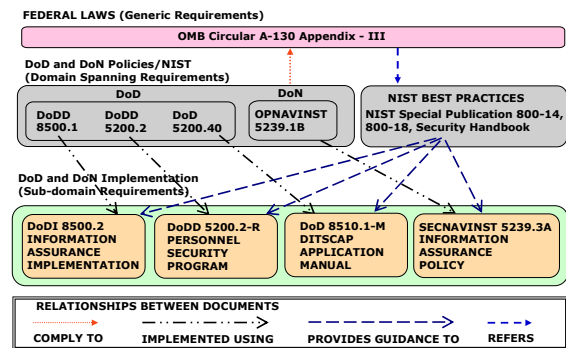 FEDERAL LAWS (Generic Requirements)
OMB Circular A-130 Appendix - III
DoD and DoN Policies/NIST
(Domain Spanning Requirements)
DoD
DoN
DoDD
8500.1
DoDD
5200.2
DoD
5200.40
OPNAVINST
5239.1B
NIST BEST PRACTICES
NIST Special Publication 800-14,
800-18, Security Handbook
DoD and DoN Implementation
(Sub-domain Requirements)
DoDI 8500.2
INFORMATION
ASSURANCE
IMPLEMENTATION
DoDD 5200.2-R
PERSONNEL
SECURITY
PROGRAM
DoD 8510.1-M
DITSCAP
APPLICATION
MANUAL
SECNAVINST 5239.3A
INFORMATION
ASSURANCE
POLICY
RELATIONSHIPS BETWEEN DOCUMENTS
COMPLY TO
IMPLEMENTED USING
PROVIDES GUIDANCE TO
REFERS